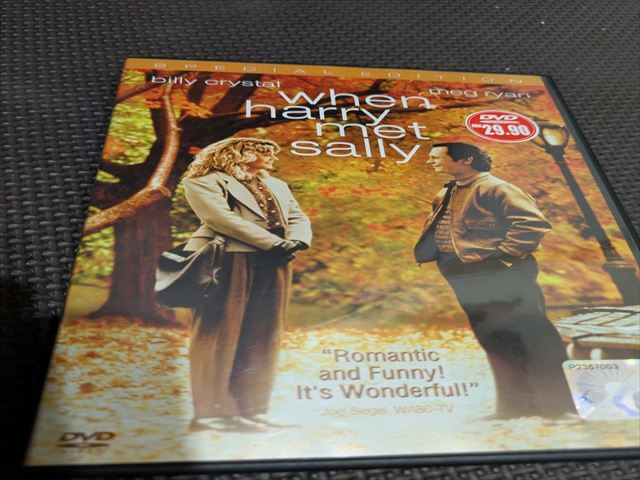 SPECIAL EDITION
billy crystal
meg ryan
when
harry
met
sally
DVD
RM 29.90
"Romantic
and Funny!
It's Wonderful!"
Joel Siegel, WABC-TV
P2367003
DVD